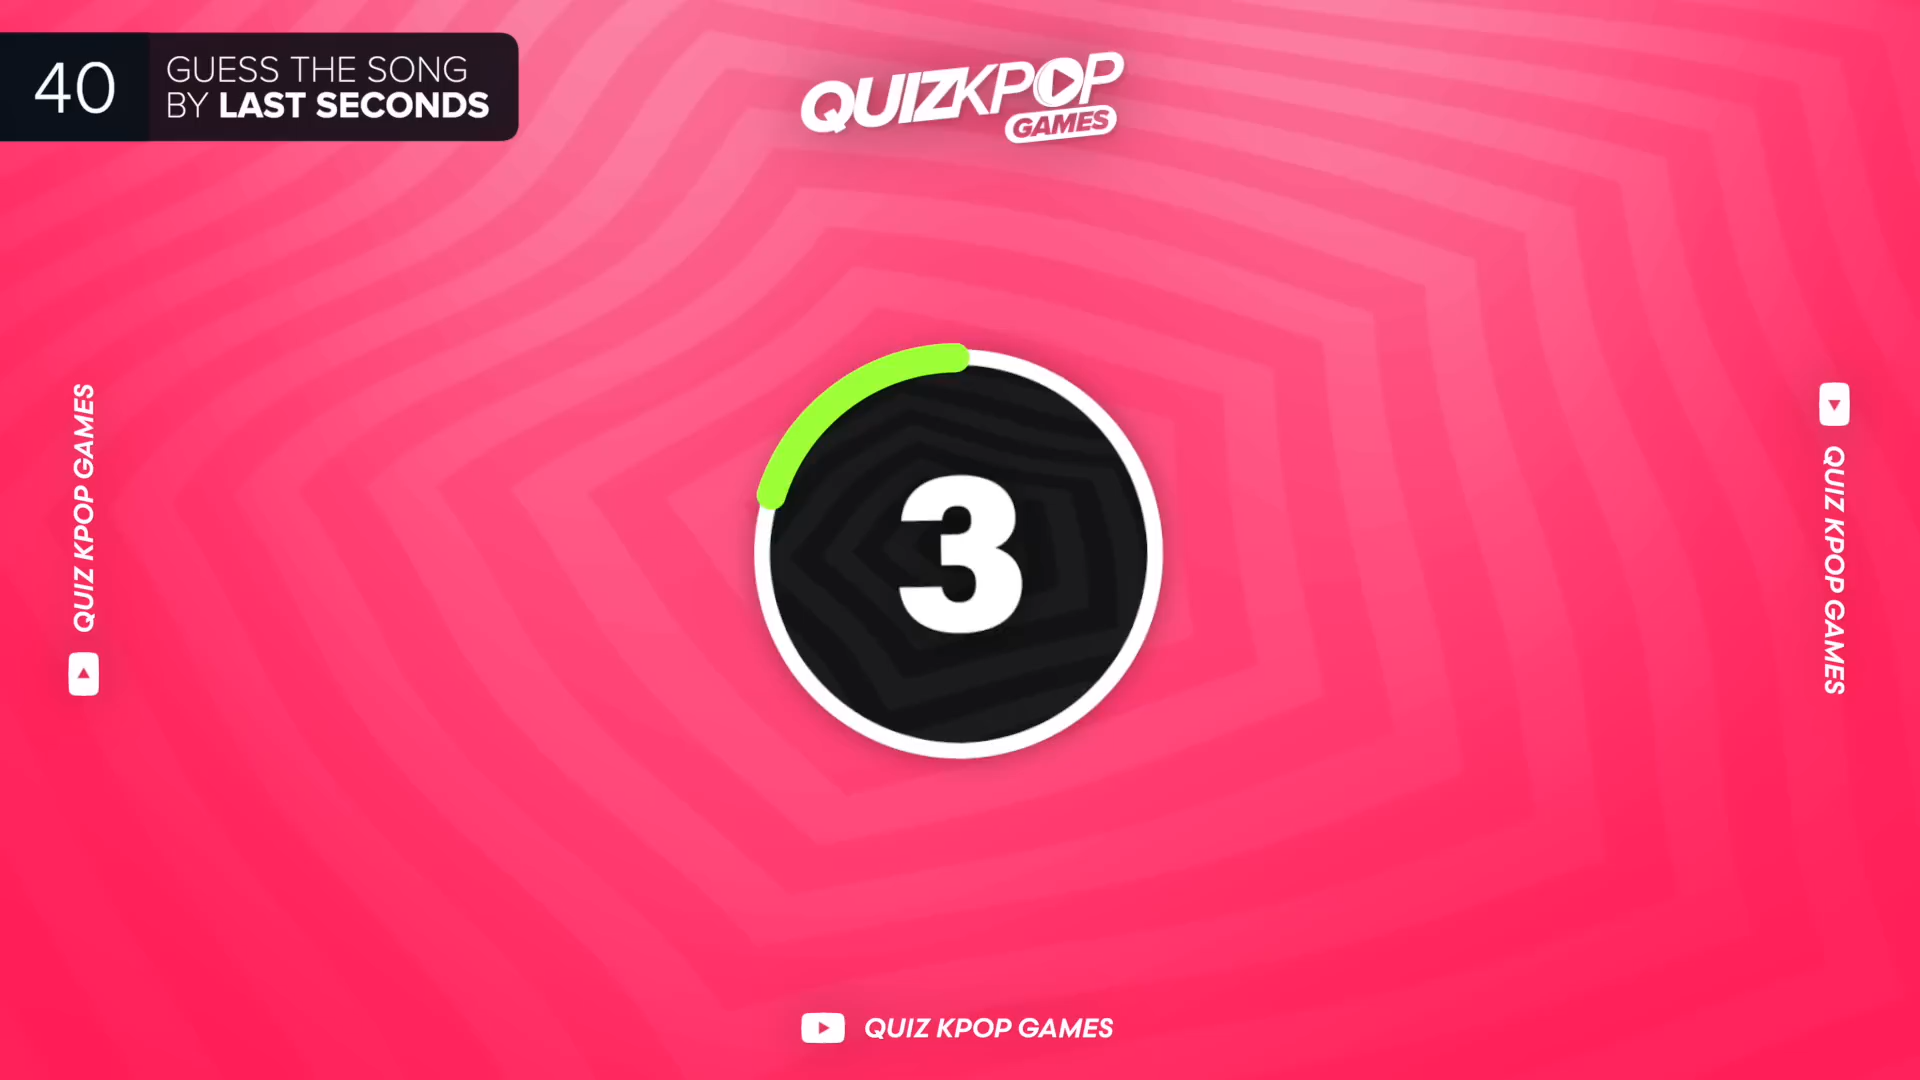 40
GUESS THE SONG
BY LAST SECONDS
QUIZKPOP
GAMES
QUIZ KPOP GAMES
3
QUIZ KPOP GAMES
QUIZ KPOP GAMES